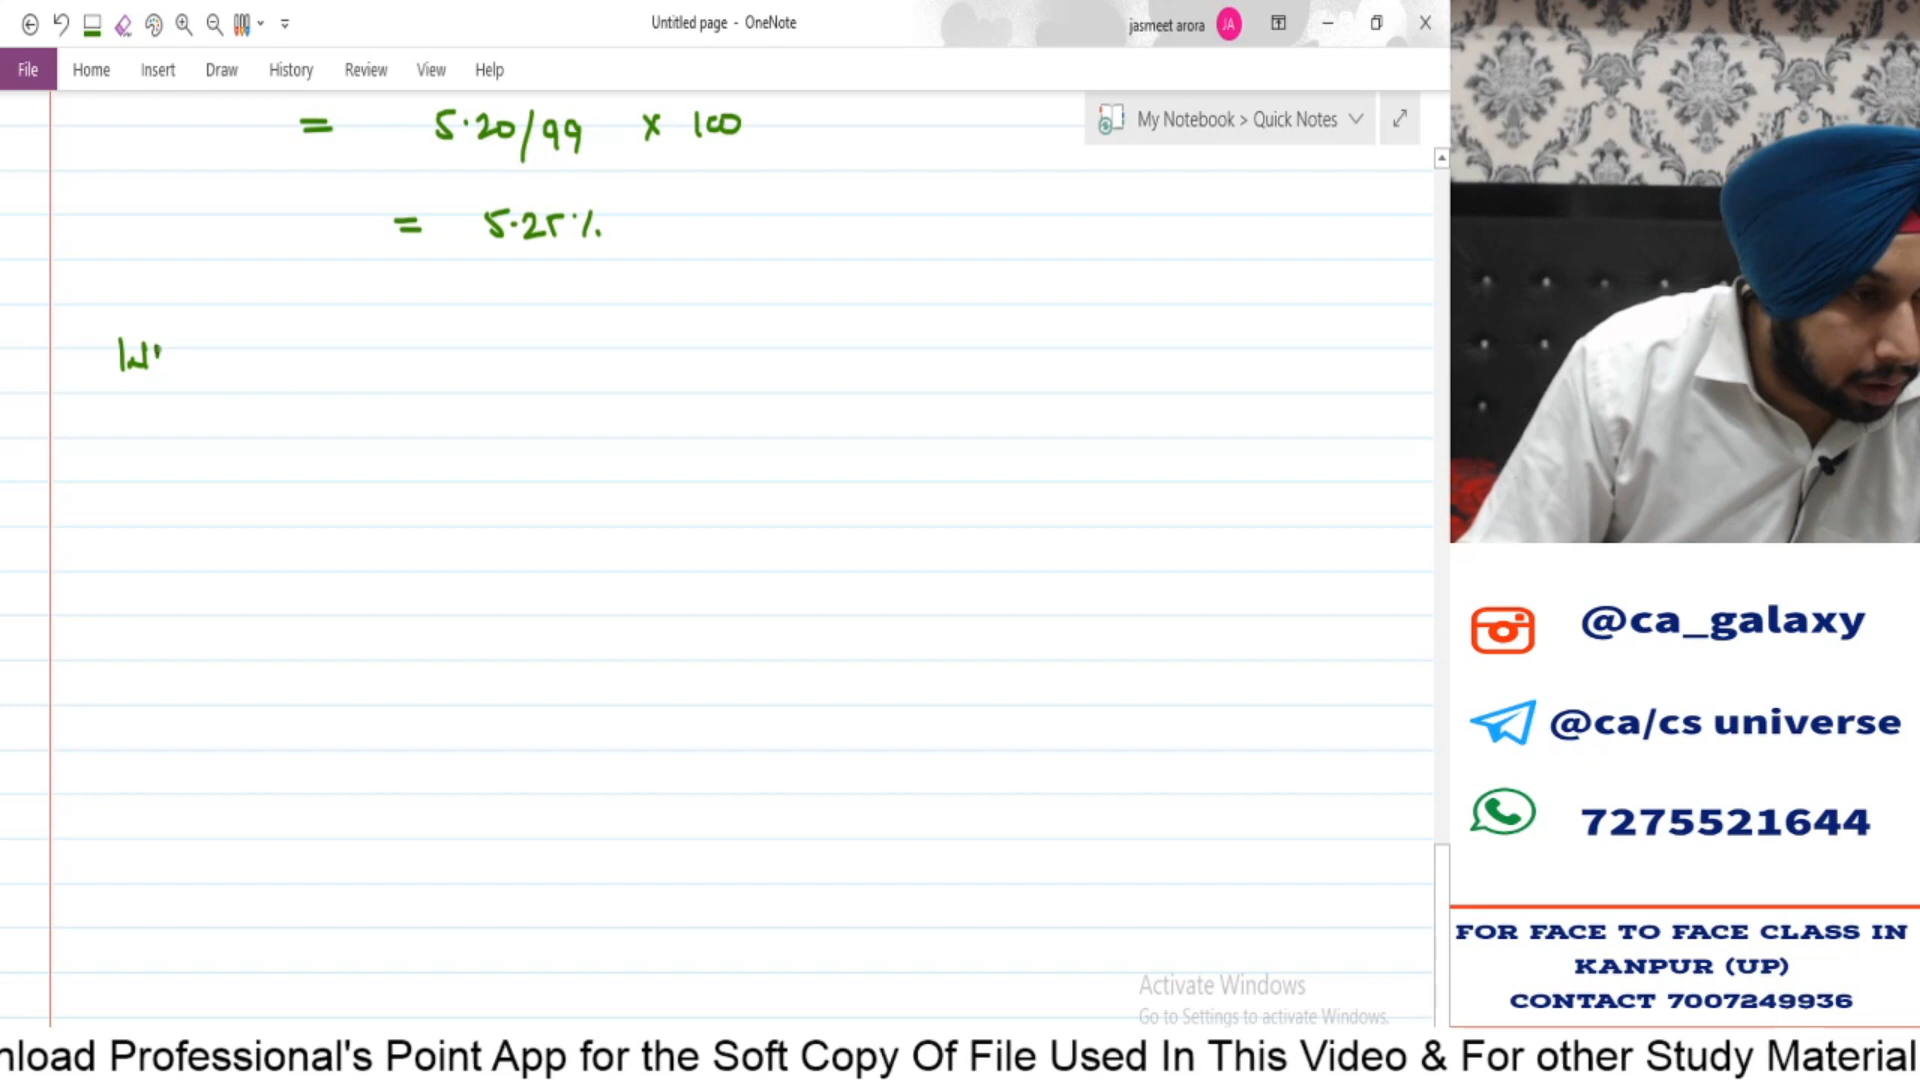 Untitled page - OneNote
jasmeet arora JA
File Home Insert Draw History Review View Help
My Notebook > Quick Notes
= 5.20/99 x 100
= 5.25%
@ca_galaxy
@ca/cs universe
7275521644
FOR FACE TO FACE CLASS IN
KANPUR (UP)
CONTACT 7007249936
Activate Windows
Go to Settings to activate Windows.
nload Professional's Point App for the Soft Copy Of File Used In This Video & For other Study Material